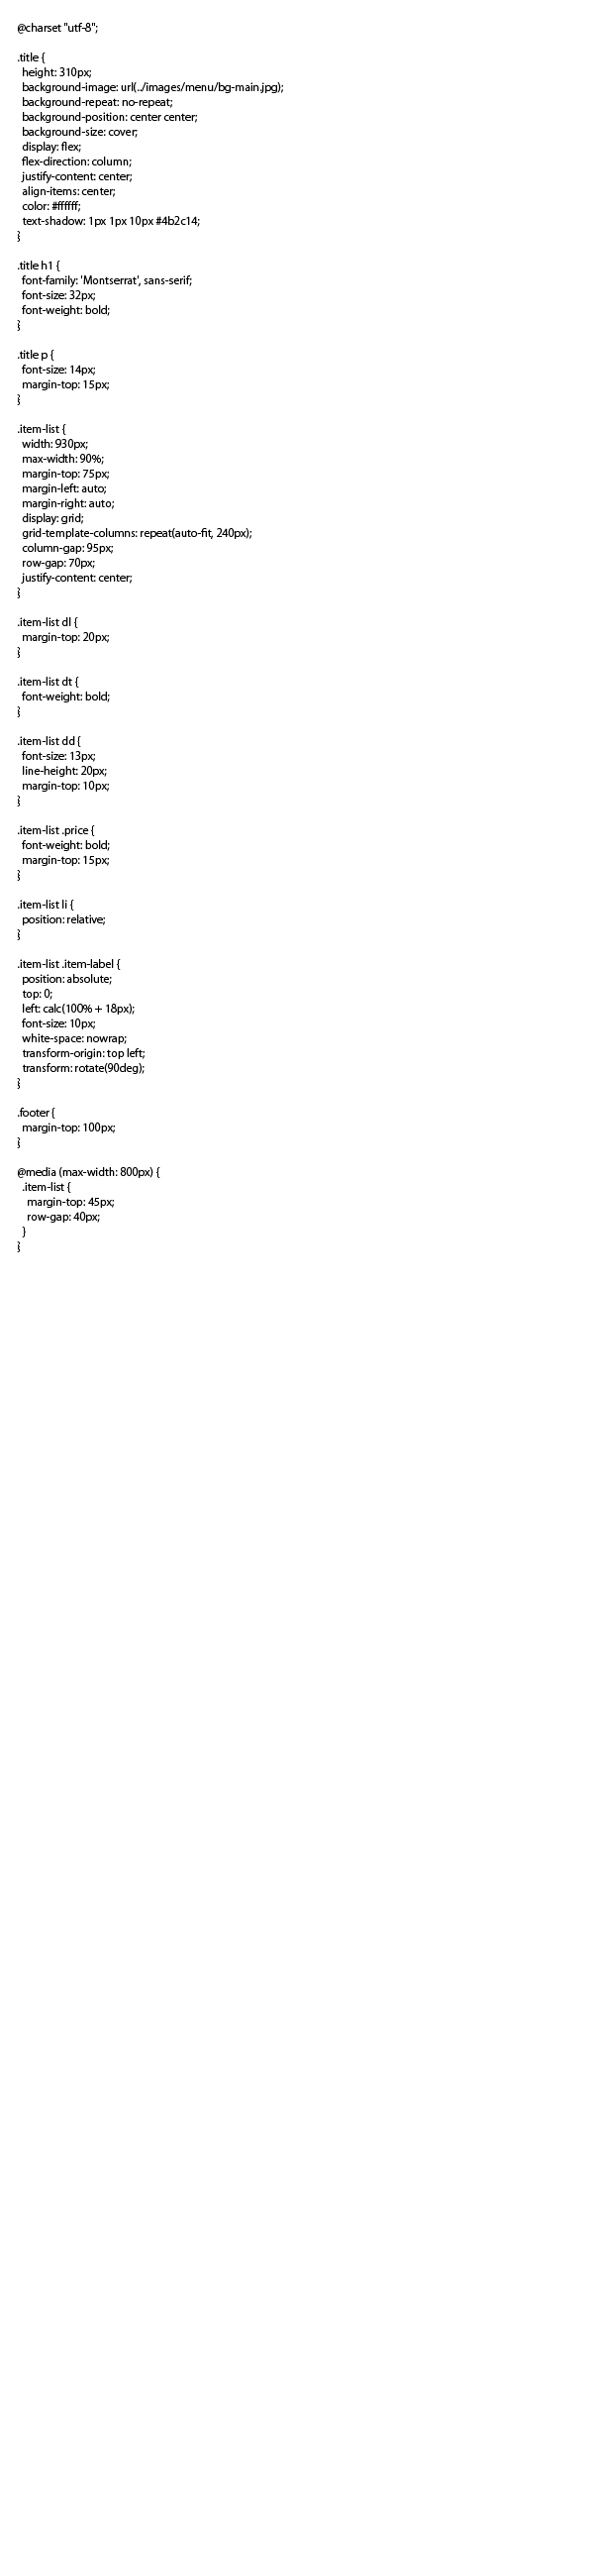 @charset "utf-8";

.title {
  height: 310px;
  background-image: url(../images/menu/bg-main.jpg);
  background-repeat: no-repeat;
  background-position: center center;
  background-size: cover;
  display: flex;
  flex-direction: column;
  justify-content: center;
  align-items: center;
  color: #ffffff;
  text-shadow: 1px 1px 10px #4b2c14;
}

.title h1 {
  font-family: 'Montserrat', sans-serif;
  font-size: 32px;
  font-weight: bold;
}

.title p {
  font-size: 14px;
  margin-top: 15px;
}

.item-list {
  width: 930px;
  max-width: 90%;
  margin-top: 75px;
  margin-left: auto;
  margin-right: auto;
  display: grid;
  grid-template-columns: repeat(auto-fit, 240px);
  column-gap: 95px;
  row-gap: 70px;
  justify-content: center;
}

.item-list dl {
  margin-top: 20px;
}

.item-list dt {
  font-weight: bold;
}

.item-list dd {
  font-size: 13px;
  line-height: 20px;
  margin-top: 10px;
}

.item-list .price {
  font-weight: bold;
  margin-top: 15px;
}

.item-list li {
  position: relative;
}

.item-list .item-label {
  position: absolute;
  top: 0;
  left: calc(100% + 18px);
  font-size: 10px;
  white-space: nowrap;
  transform-origin: top left;
  transform: rotate(90deg);
}

.footer {
  margin-top: 100px;
}

@media (max-width: 800px) {
  .item-list {
    margin-top: 45px;
    row-gap: 40px;
  }
}